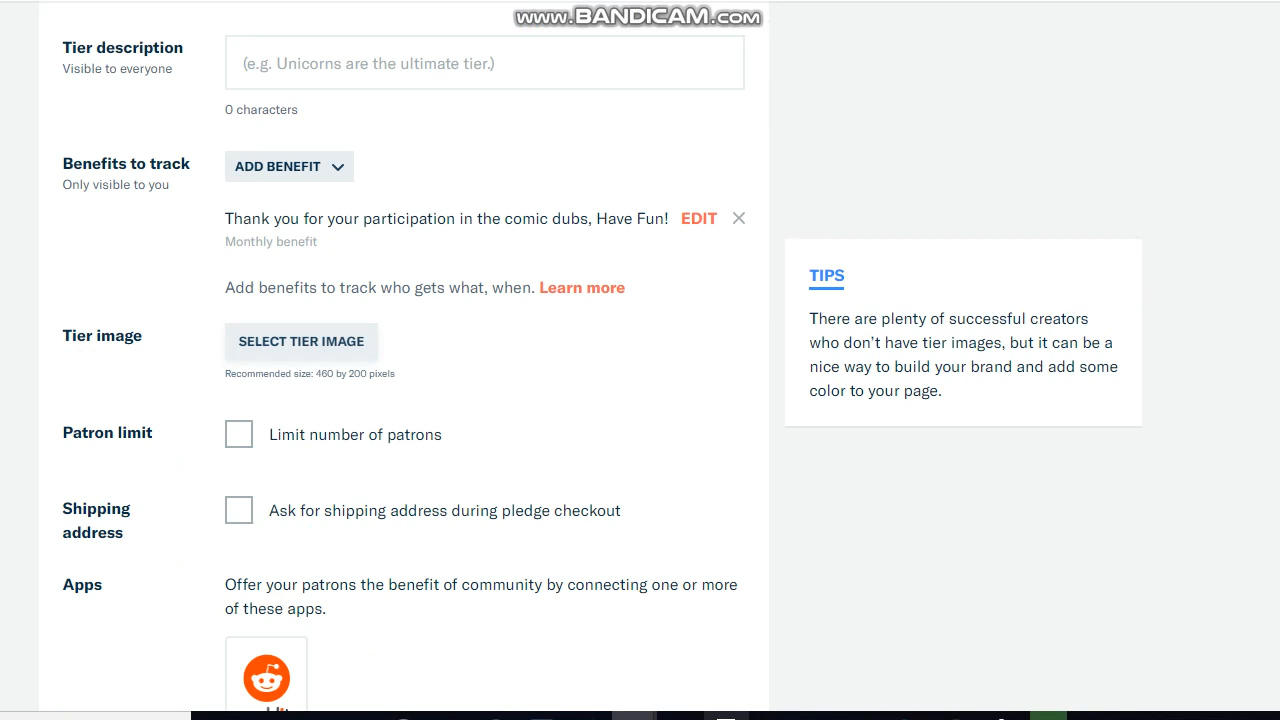 www.BANDICAM.com
Tier description
Visible to everyone
(e.g. Unicorns are the ultimate tier.)
0 characters
Benefits to track
Only visible to you
ADD BENEFIT
Thank you for your participation in the comic dubs, Have Fun! EDIT
Monthly benefit
Add benefits to track who gets what, when. Learn more
Tier image
SELECT TIER IMAGE
Recommended size: 460 by 200 pixels
TIPS
There are plenty of successful creators
who don't have tier images, but it can be a
nice way to build your brand and add some
color to your page.
Patron limit
Limit number of patrons
Shipping
address
Ask for shipping address during pledge checkout
Apps
Offer your patrons the benefit of community by connecting one or more
of these apps.